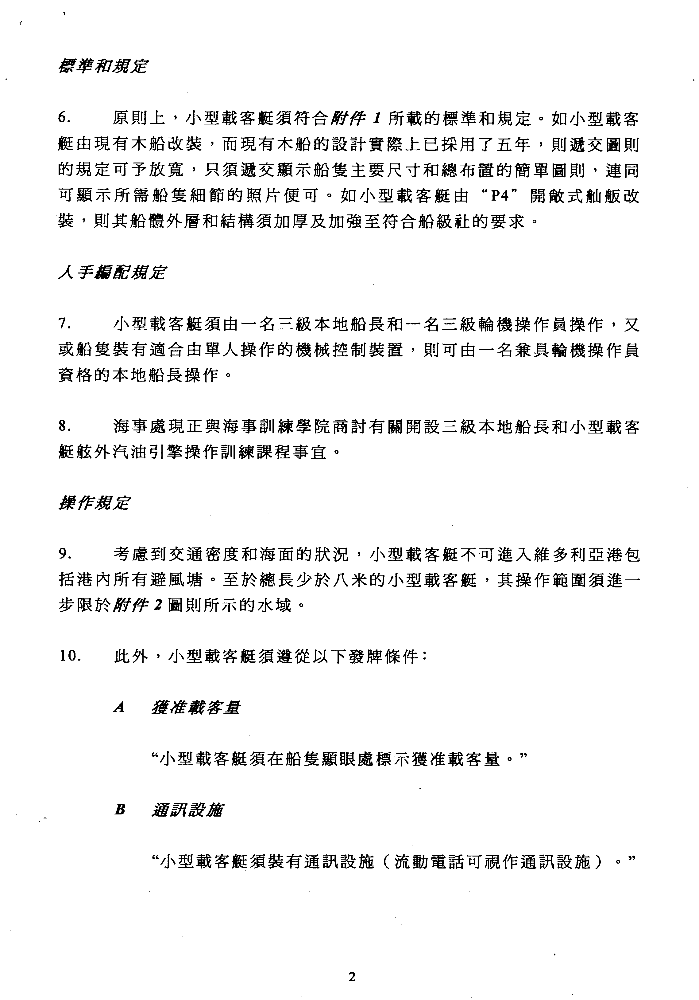 標準和規定
6. 原則上，小型載客艇須符合附件 1 所載的標準和規定。如小型載客
艇由現有木船改裝，而現有木船的設計實際上已採用了五年，則遞交圖則
的規定可予放寬，只須遞交顯示船隻主要尺寸和總布置的簡單圖則，連同
可顯示所需船隻細節的照片便可。如小型載客艇由 “P4” 開敞式舢舨改
裝，則其船體外層和結構須加厚及加強至符合船級社的要求。
人手編配規定
7. 小型載客艇須由一名三級本地船長和一名三級輪機操作員操作，又
或船隻裝有適合由單人操作的機械控制裝置，則可由一名兼具輪機操作員
資格的本地船長操作。
8. 海事處現正與海事訓練學院商討有關開設三級本地船長和小型載客
艇舷外汽油引擎操作訓練課程事宜。
操作規定
9. 考慮到交通密度和海面的狀況，小型載客艇不可進入維多利亞港包
括港內所有避風塘。至於總長少於八米的小型載客艇，其操作範圍須進一
步限於附件 2 圖則所示的水域。
10. 此外，小型載客艇須遵從以下發牌條件：
A 獲准載客量
“小型載客艇須在船隻顯眼處標示獲准載客量。”
B 通訊設施
“小型載客艇須裝有通訊設施（流動電話可視作通訊設施）。”
2